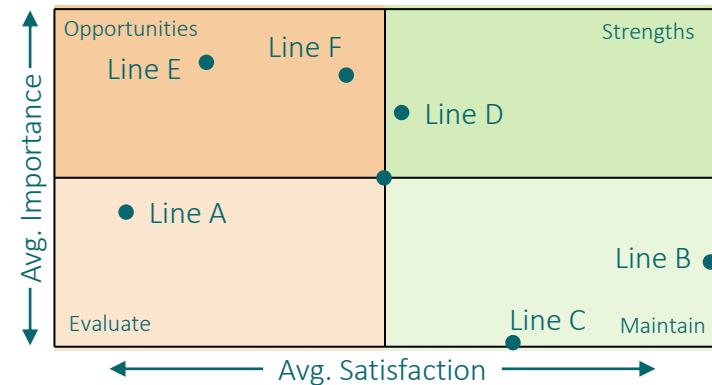 Opportunities
Strengths
Line F
Line E
Line D
Avg. Importance
Line A
Line B
Line C
Evaluate
Maintain
Avg. Satisfaction